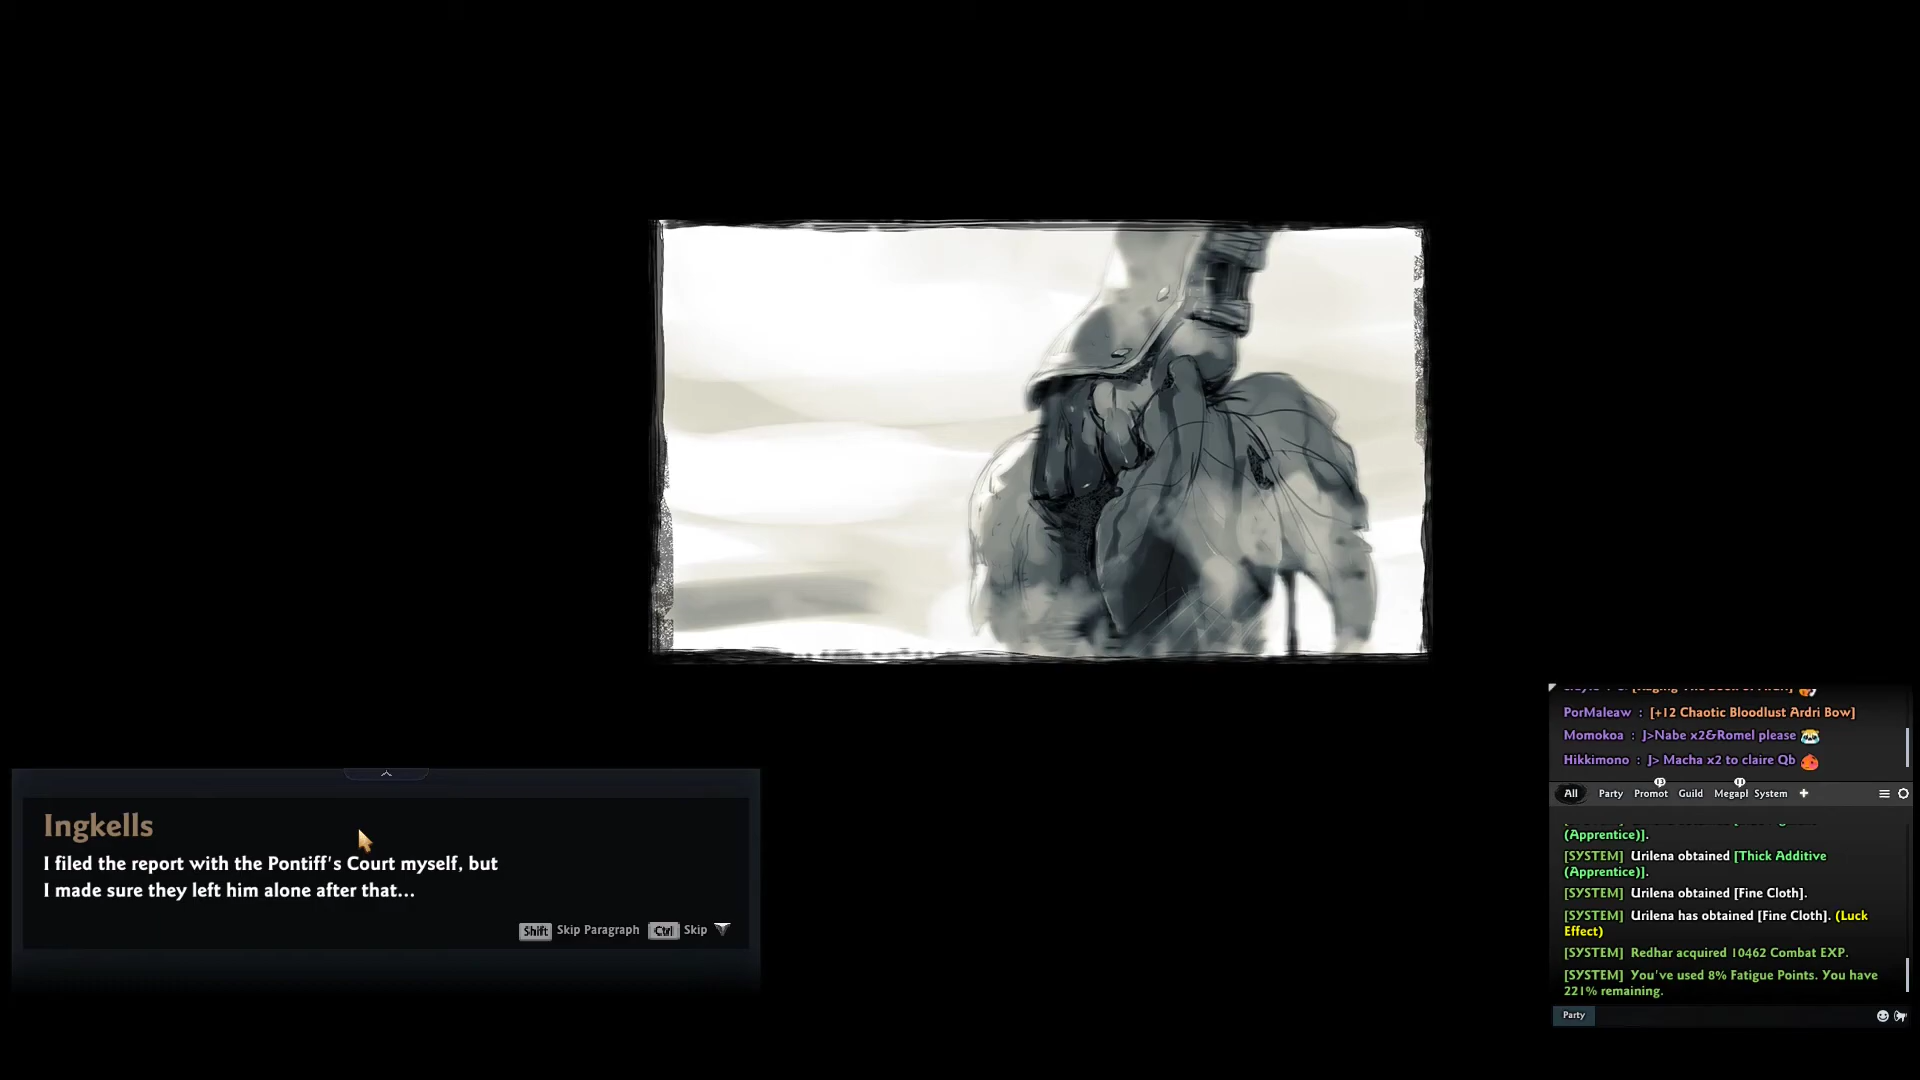 PorMaleaw : [+12 Chaotic Bloodlust Ardri Bow]
Momokoa : J>Nabe x2&Romel please
Hikkimono : J> Macha x2 to claire Qb
All Party Promot Guild Megapl System +
(Apprentice)].
[SYSTEM] Urilena obtained [Thick Additive
(Apprentice)].
[SYSTEM] Urilena obtained [Fine Cloth].
[SYSTEM] Urilena has obtained [Fine Cloth]. (Luck
Effect)
[SYSTEM] Redhar acquired 10462 Combat EXP.
[SYSTEM] You've used 8% Fatigue Points. You have
221% remaining.
Party
Ingkells
I filed the report with the Pontiff's Court myself, but
I made sure they left him alone after that...
Shift Skip Paragraph Ctrl Skip